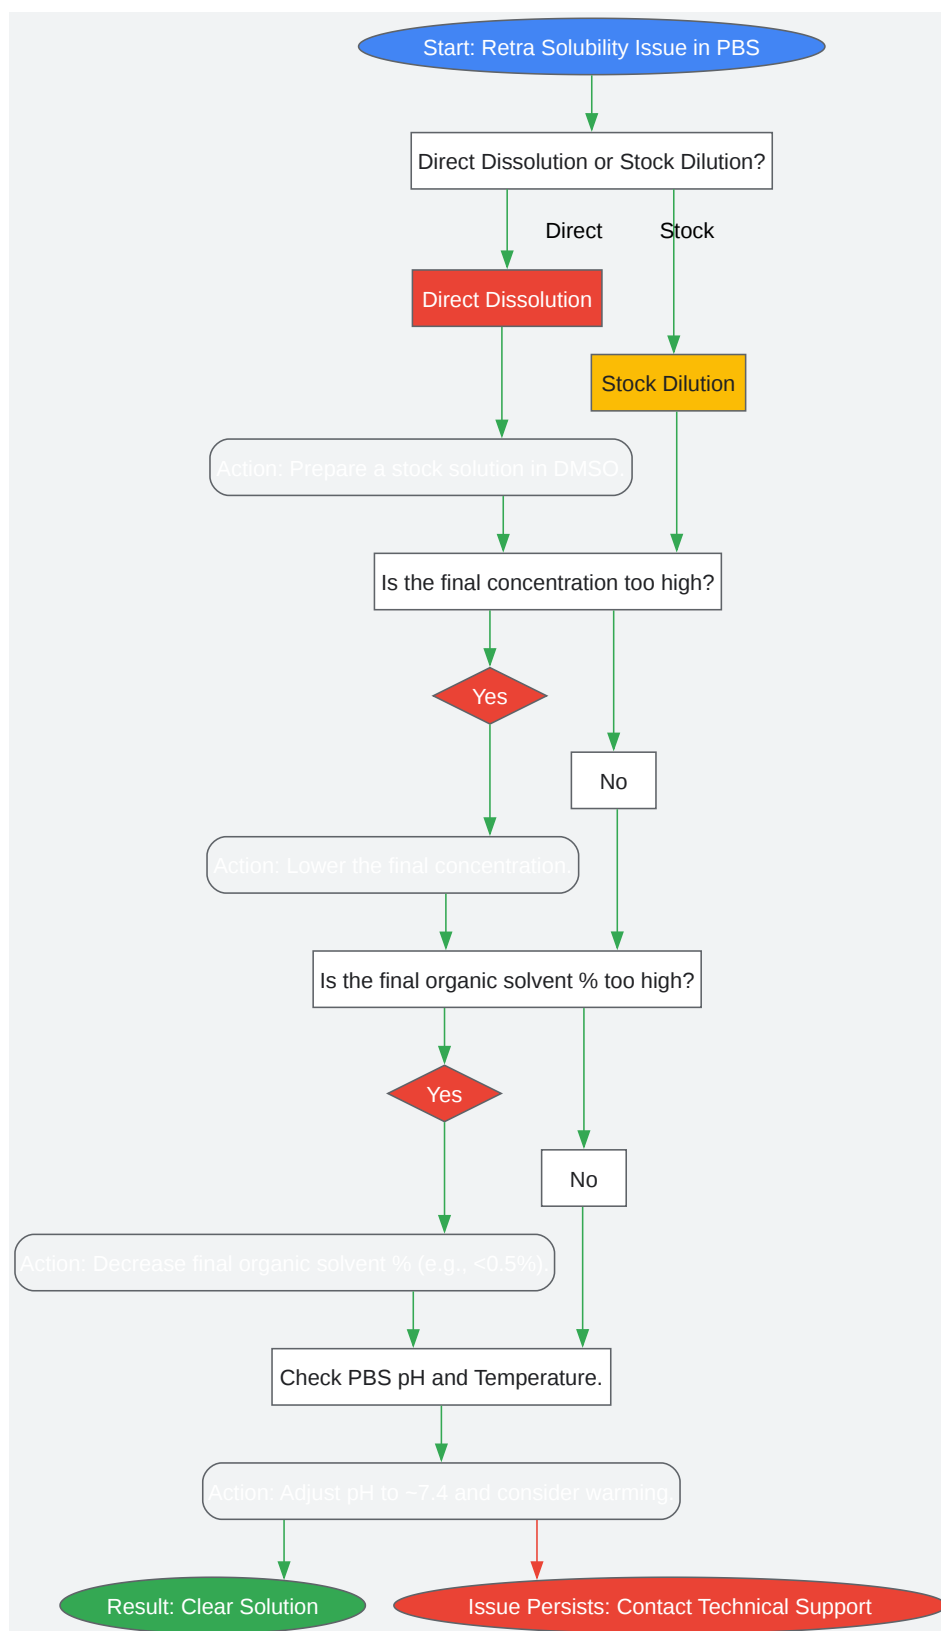 Start: Retra Solubility Issue in PBS
Direct Dissolution or Stock Dilution?
Direct
Stock
Direct Dissolution
Stock Dilution
Action: Prepare a stock solution in DMSO.
Is the final concentration too high?
Yes
No
Action: Lower the final concentration.
Is the final organic solvent % too high?
Yes
No
Action: Decrease final organic solvent % (e.g., <0.5%).
Check PBS pH and Temperature.
Action: Adjust pH to ~7.4 and consider warming.
Result: Clear Solution
Issue Persists: Contact Technical Support